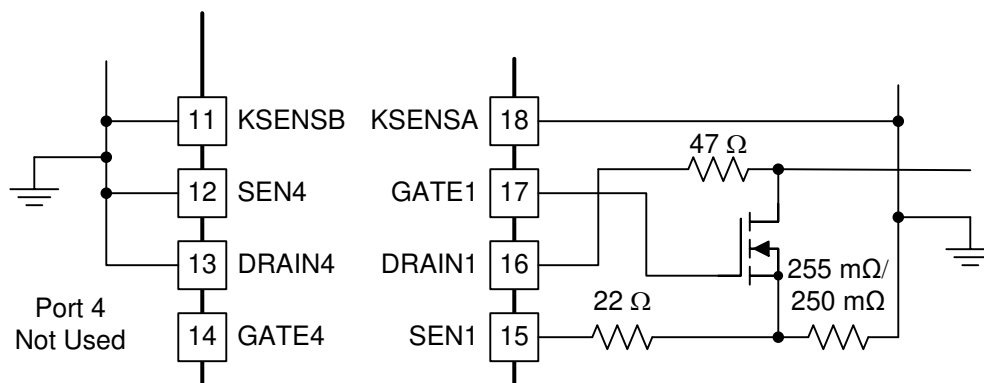 11 KSENSB
KSENSA 18
47 Ω
12 SEN4
GATE1 17
13 DRAIN4
DRAIN1 16
255 mΩ/
250 mΩ
Port 4
Not Used
14 GATE4
SEN1 15
22 Ω